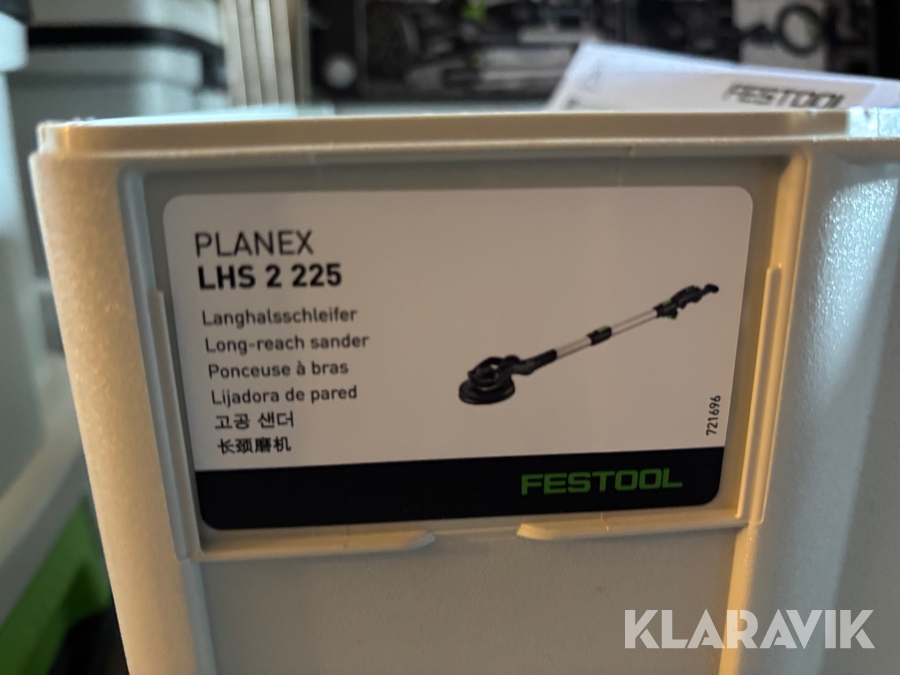 FESTOOL
PLANEX
LHS 2 225
Langhalsschleifer
Long-reach sander
Ponceuse à bras
Lijadora de pared
고공 샌더
长颈磨机
721696
FESTOOL
KLARAVIK